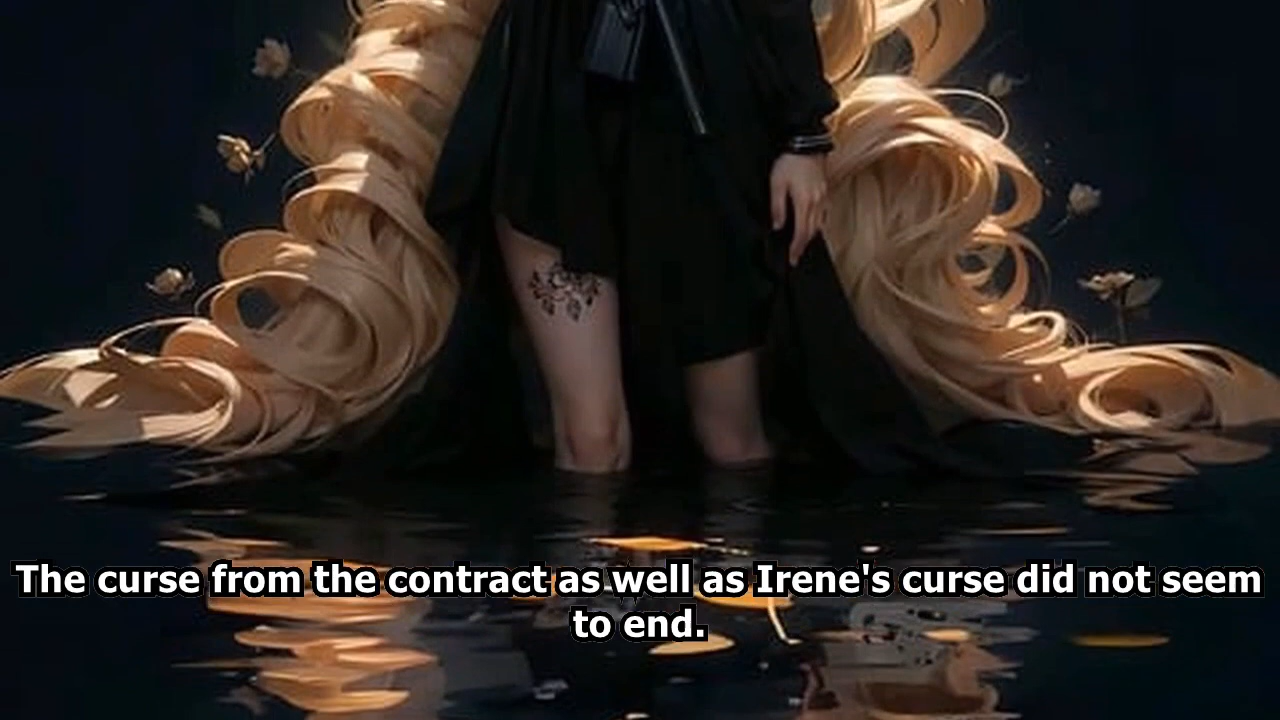 The curse from the contract as well as Irene's curse did not seem
to end.